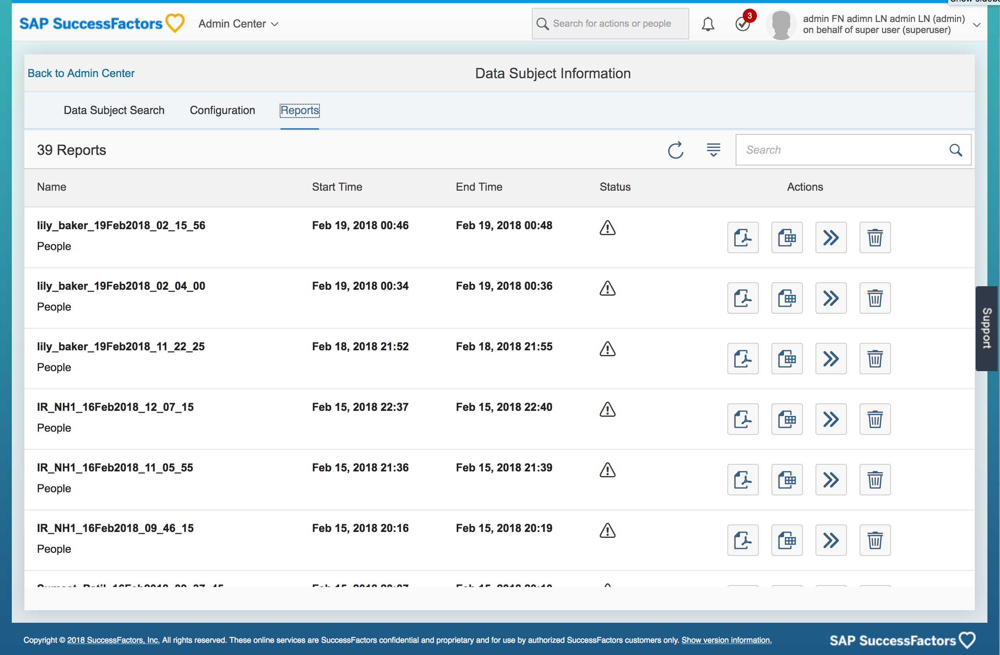 SAP SuccessFactors
Admin Center
Search for actions or people
3
admin FN adimn LN admin LN (admin)
on behalf of super user (superuser)
Back to Admin Center
Data Subject Information
Data Subject Search
Configuration
Reports
39 Reports
Search
Name
Start Time
End Time
Status
Actions
lily_baker_19Feb2018_02_15_56
Feb 19, 2018 00:46
Feb 19, 2018 00:48
People
lily_baker_19Feb2018_02_04_00
Feb 19, 2018 00:34
Feb 19, 2018 00:36
People
lily_baker_19Feb2018_11_22_25
Feb 18, 2018 21:52
Feb 18, 2018 21:55
People
IR_NH1_16Feb2018_12_07_15
Feb 15, 2018 22:37
Feb 15, 2018 22:40
People
IR_NH1_16Feb2018_11_05_55
Feb 15, 2018 21:36
Feb 15, 2018 21:39
People
IR_NH1_16Feb2018_09_46_15
Feb 15, 2018 20:16
Feb 15, 2018 20:19
People
Support
Copyright © 2018 SuccessFactors, Inc. All rights reserved. These online services are SuccessFactors confidential and proprietary and for use by authorized SuccessFactors customers only. Show version information.
SAP SuccessFactors